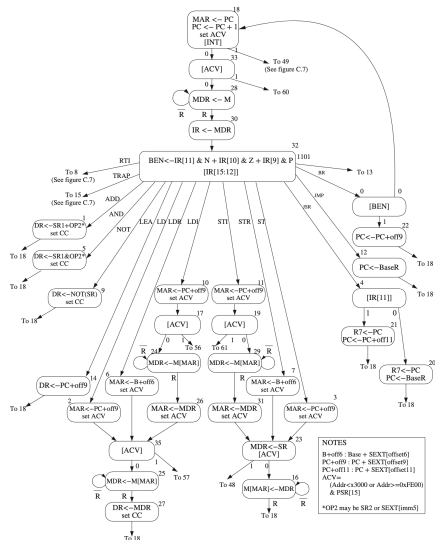 18
MAR <- PC
PC <- PC + 1
set ACV
[INT]
0
1
To 49
(See figure C.7)
33
[ACV]
0
1
To 60
28
MDR <- M
R
R
30
IR <- MDR
32
BEN<-IR[11] & N + IR[10] & Z + IR[9] & P
[IR[15:12]]
1101
To 13
RTI
To 8
(See figure C.7)
TRAP
To 15
(See figure C.7)
ADD
AND
NOT
LEA
LD
LDR
LDI
STI
STR
ST
JSR
JMP
BR
0
0
[BEN]
1
22
PC<-PC+off9
To 18
12
PC<-BaseR
To 18
1
DR<-SR1+OP2*
set CC
To 18
5
DR<-SR1&OP2*
set CC
To 18
9
DR<-NOT(SR)
set CC
To 18
4
[IR[11]]
1
0
21
R7<-PC
PC<-PC+off11
To 18
20
R7<-PC
PC<-BaseR
To 18
10
MAR<-PC+off9
set ACV
11
MAR<-PC+off9
set ACV
17
[ACV]
0
1
To 56
19
[ACV]
1
0
To 61
24
MDR<-M[MAR]
R
R
29
MDR<-M[MAR]
R
R
14
DR<-PC+off9
To 18
6
MAR<-B+off6
set ACV
7
MAR<-B+off6
set ACV
2
MAR<-PC+off9
set ACV
26
MAR<-MDR
set ACV
31
MAR<-MDR
set ACV
3
MAR<-PC+off9
set ACV
35
[ACV]
0
1
To 57
23
MDR<-SR
[ACV]
1
0
To 48
25
MDR<-M[MAR]
R
R
16
M[MAR]<-MDR
R
R
To 18
27
DR<-MDR
set CC
To 18
NOTES
B+off6 : Base + SEXT[offset6]
PC+off9 : PC + SEXT[offset9]
PC+off11 : PC + SEXT[offset11]
ACV=
(Addr<x3000 or Addr>=0xFE00)
& PSR[15]
*OP2 may be SR2 or SEXT[imm5]